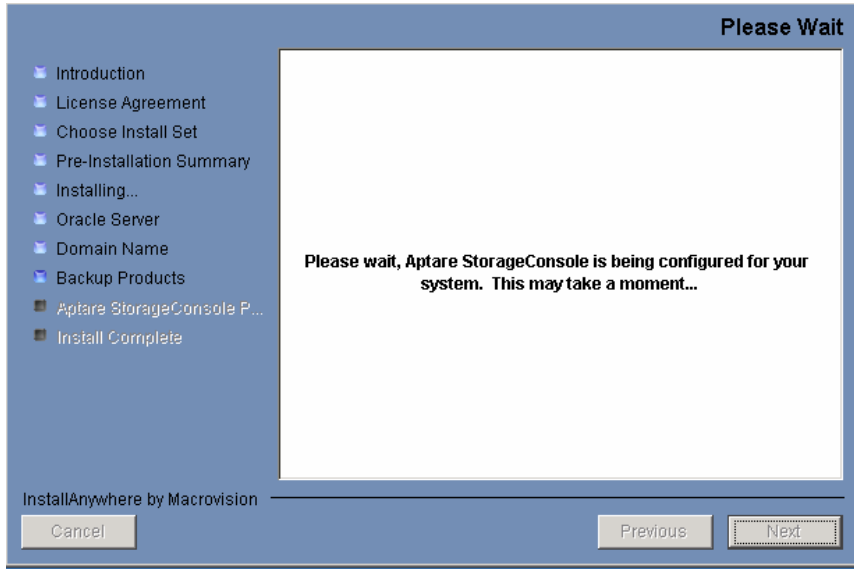 Please Wait
Introduction
License Agreement
Choose Install Set
Pre-Installation Summary
Installing...
Oracle Server
Domain Name
Backup Products
Aptare StorageConsole P...
Install Complete
Please wait, Aptare StorageConsole is being configured for your
system. This may take a moment...
InstallAnywhere by Macrovision
Cancel
Previous
Next